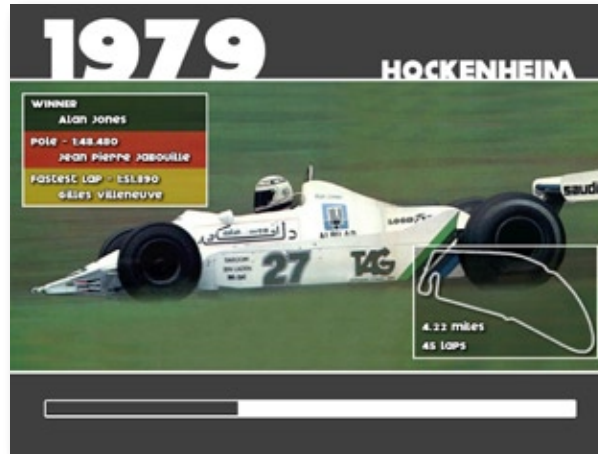 1979
HOCKENHEIM
WINNER
Alan Jones
Pole - 1:48.480
Jean Pierre Jabouille
Fastest Lap - 1:51.890
Gilles Villeneuve
saudi
27
TAG
4.22 miles
45 laps